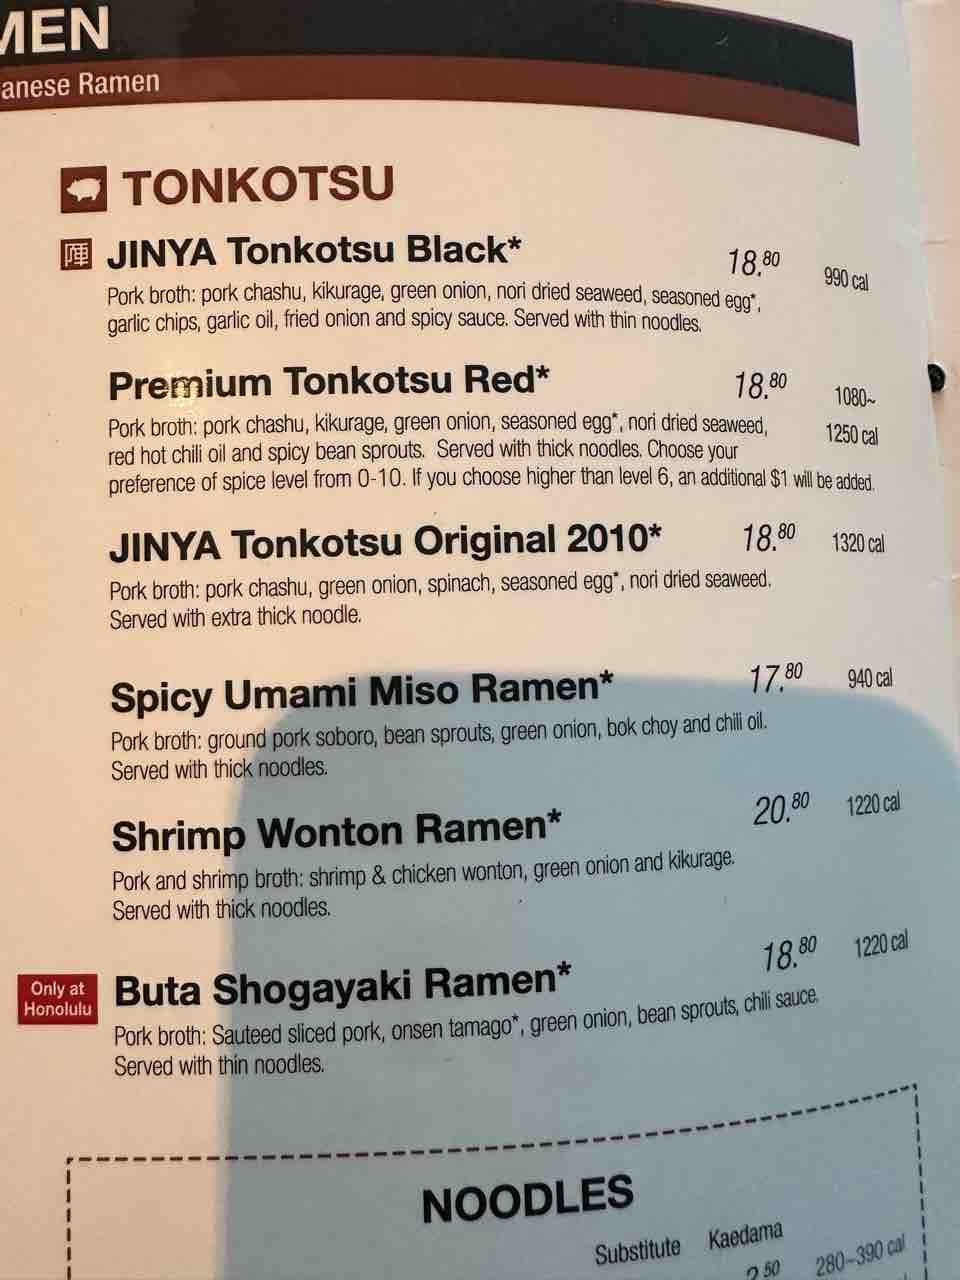 MEN
anese Ramen
TONKOTSU
陣 JINYA Tonkotsu Black* 18.80 990 cal
Pork broth: pork chashu, kikurage, green onion, nori dried seaweed, seasoned egg*,
garlic chips, garlic oil, fried onion and spicy sauce. Served with thin noodles.
Premium Tonkotsu Red* 18.80 1080~
1250 cal
Pork broth: pork chashu, kikurage, green onion, seasoned egg*, nori dried seaweed,
red hot chili oil and spicy bean sprouts. Served with thick noodles. Choose your
preference of spice level from 0-10. If you choose higher than level 6, an additional $1 will be added.
JINYA Tonkotsu Original 2010* 18.80 1320 cal
Pork broth: pork chashu, green onion, spinach, seasoned egg*, nori dried seaweed.
Served with extra thick noodle.
Spicy Umami Miso Ramen* 17.80 940 cal
Pork broth: ground pork soboro, bean sprouts, green onion, bok choy and chili oil.
Served with thick noodles.
Shrimp Wonton Ramen* 20.80 1220 cal
Pork and shrimp broth: shrimp & chicken wonton, green onion and kikurage.
Served with thick noodles.
Only at
Honolulu
Buta Shogayaki Ramen* 18.80 1220 cal
Pork broth: Sauteed sliced pork, onsen tamago*, green onion, bean sprouts, chili sauce.
Served with thin noodles.
NOODLES
Substitute Kaedama
2.50 280~390 cal